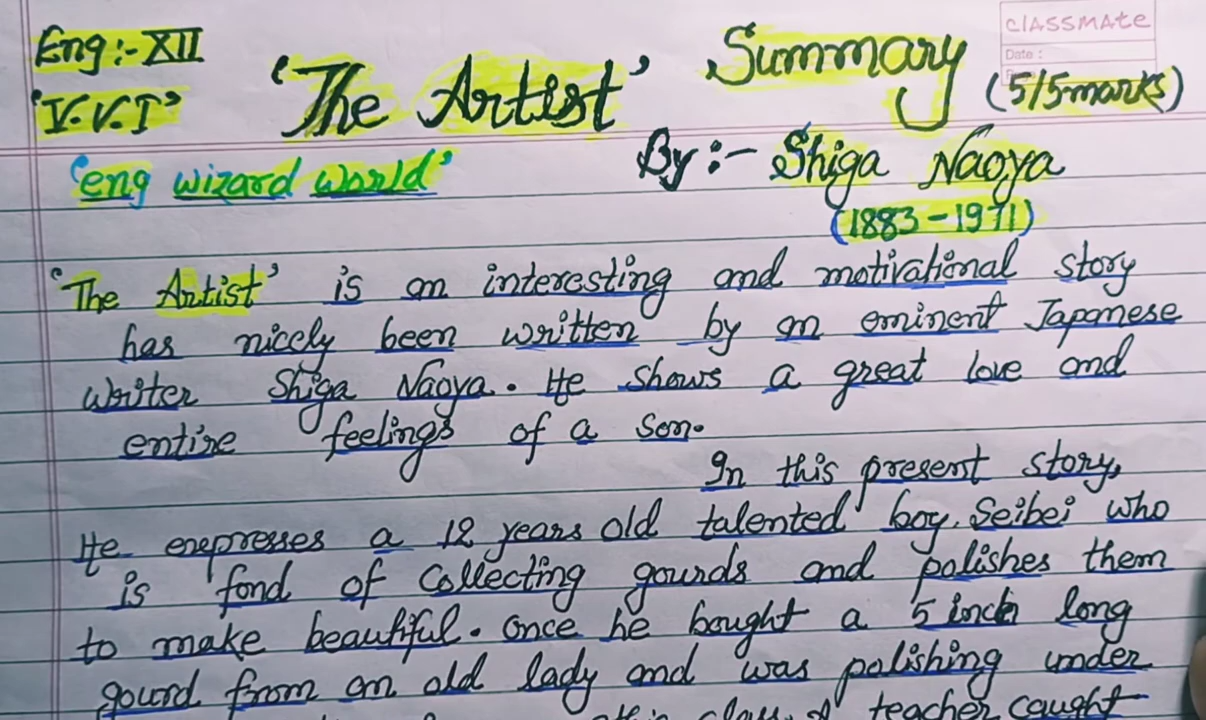 Eng:- XII
'V.V.I'
'The Artist' Summary (5/5marks)
CLASSMATE
Date :
'eng wizard world'
By :- Shiga Naoya
(1883-1971)
'The Artist' is an interesting and motivational story
has nicely been written by an eminent Japanese
writer Shiga Naoya. He shows a great love and
entire feelings of a son.
In this present story,
He expresses a 12 years old talented boy. Seibei who
is fond of collecting gourds and polishes them
to make beautiful. Once he bought a 5 inch long
gourd from an old lady and was polishing under
class. teacher caught